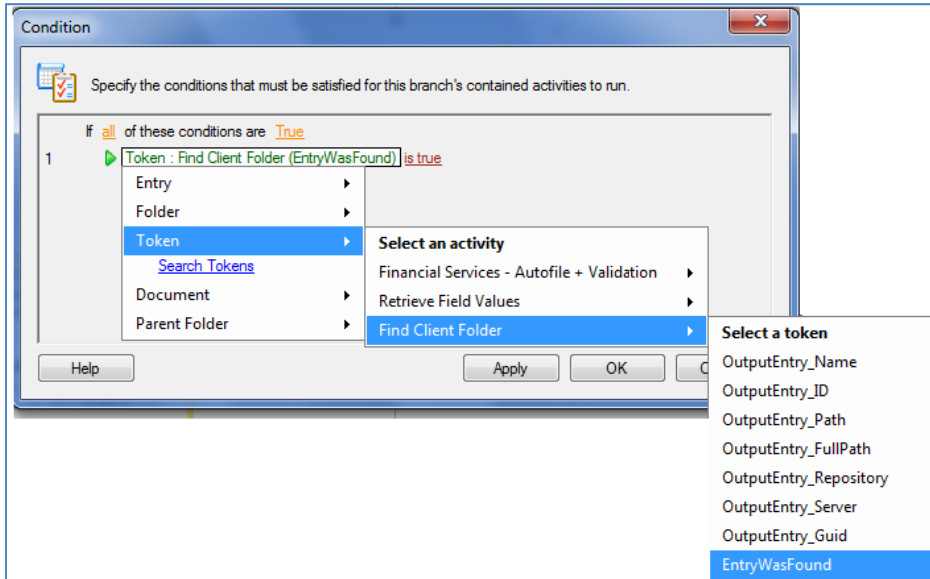 Condition
Specify the conditions that must be satisfied for this branch's contained activities to run.
If all of these conditions are True
1 Token : Find Client Folder (EntryWasFound) is true
Entry
Folder
Token
Search Tokens
Document
Parent Folder
Select an activity
Financial Services - Autofile + Validation
Retrieve Field Values
Find Client Folder
Select a token
OutputEntry_Name
OutputEntry_ID
OutputEntry_Path
OutputEntry_FullPath
OutputEntry_Repository
OutputEntry_Server
OutputEntry_Guid
EntryWasFound
Help
Apply
OK